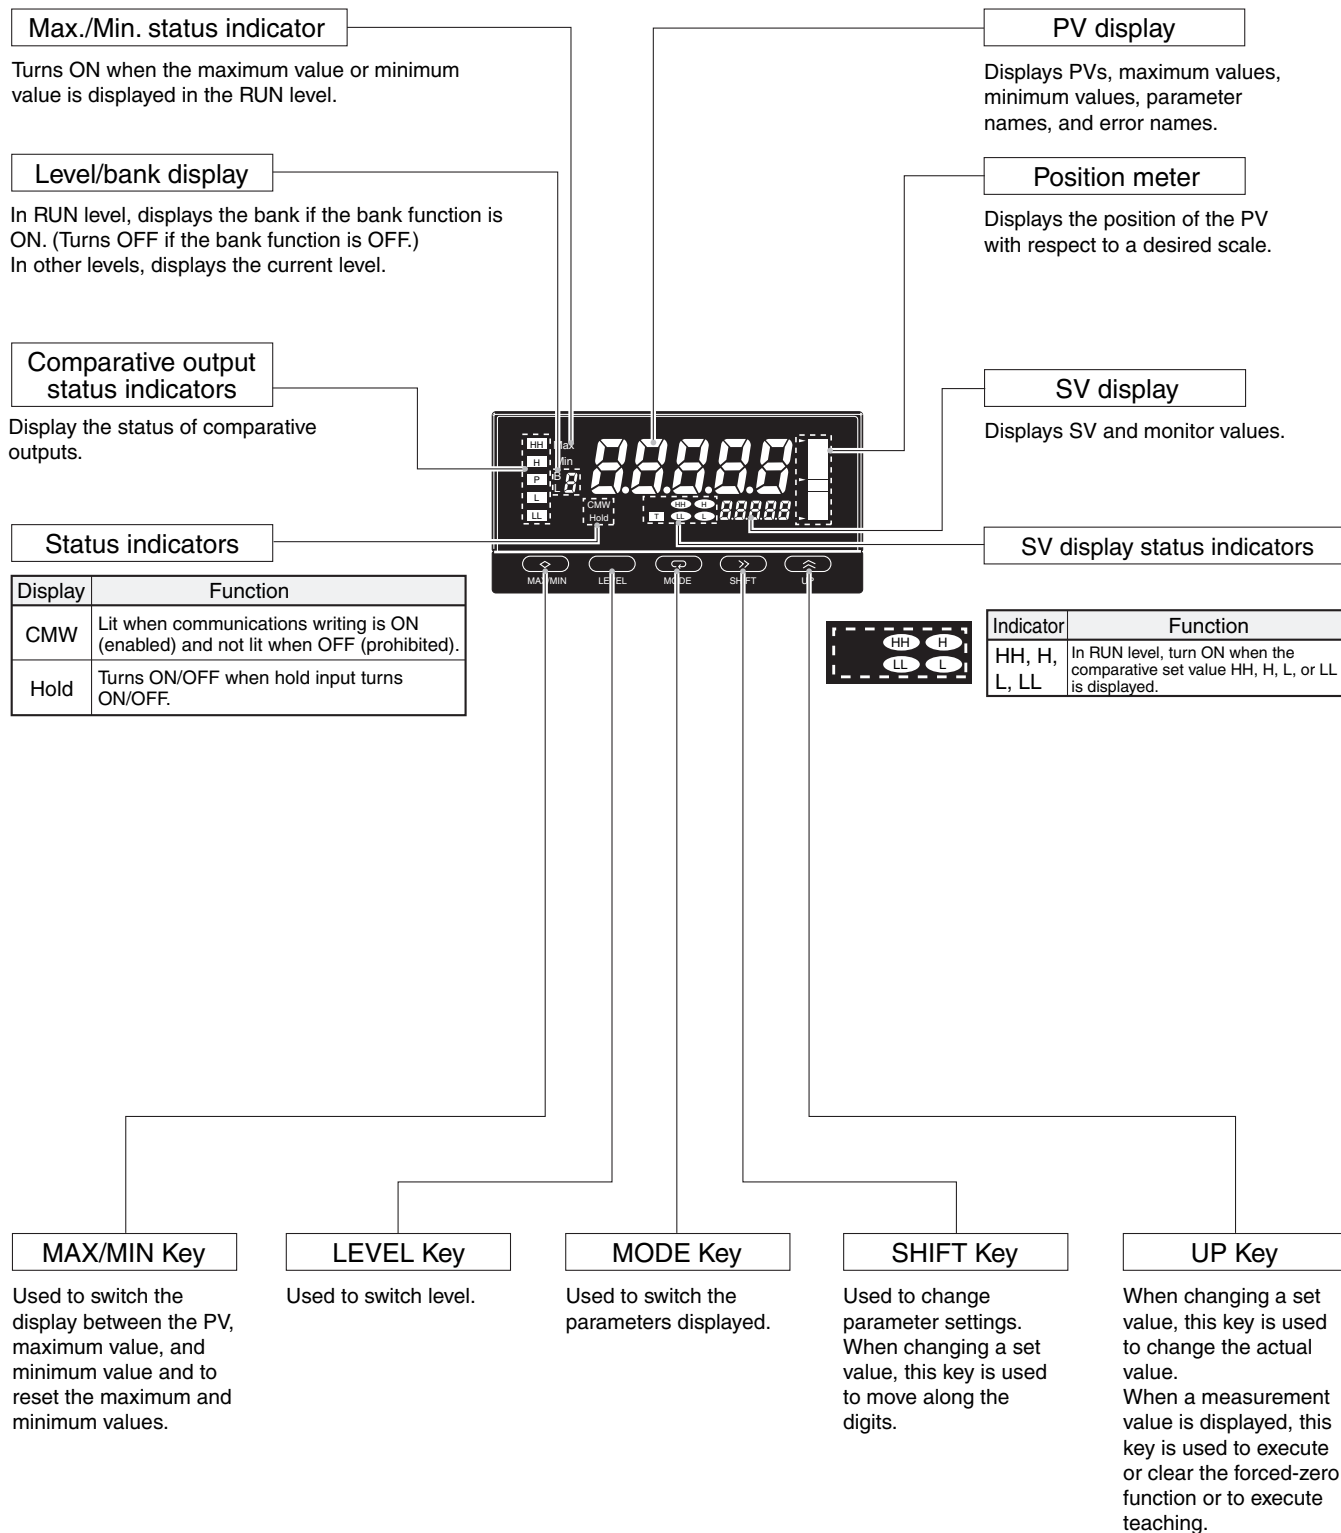 Max./Min. status indicator
Turns ON when the maximum value or minimum
value is displayed in the RUN level.
Level/bank display
In RUN level, displays the bank if the bank function is
ON. (Turns OFF if the bank function is OFF.)
In other levels, displays the current level.
Comparative output
status indicators
Display the status of comparative
outputs.
Status indicators
Display Function
CMW Lit when communications writing is ON
(enabled) and not lit when OFF (prohibited).
Hold Turns ON/OFF when hold input turns
ON/OFF.
PV display
Displays PVs, maximum values,
minimum values, parameter
names, and error names.
Position meter
Displays the position of the PV
with respect to a desired scale.
SV display
Displays SV and monitor values.
SV display status indicators
Indicator Function
HH, H,
L, LL
In RUN level, turn ON when the
comparative set value HH, H, L, or LL
is displayed.
HH
H
P
L
LL
Max
Min
B
L 8
8.8.8.8.8
CMW
Hold
T HH H
LL L
8.8.8.8.8
MAX/MIN LEVEL MODE SHIFT UP
HH H
LL L
MAX/MIN Key
Used to switch the
display between the PV,
maximum value, and
minimum value and to
reset the maximum and
minimum values.
LEVEL Key
Used to switch level.
MODE Key
Used to switch the
parameters displayed.
SHIFT Key
Used to change
parameter settings.
When changing a set
value, this key is used
to move along the
digits.
UP Key
When changing a set
value, this key is used
to change the actual
value.
When a measurement
value is displayed, this
key is used to execute
or clear the forced-zero
function or to execute
teaching.